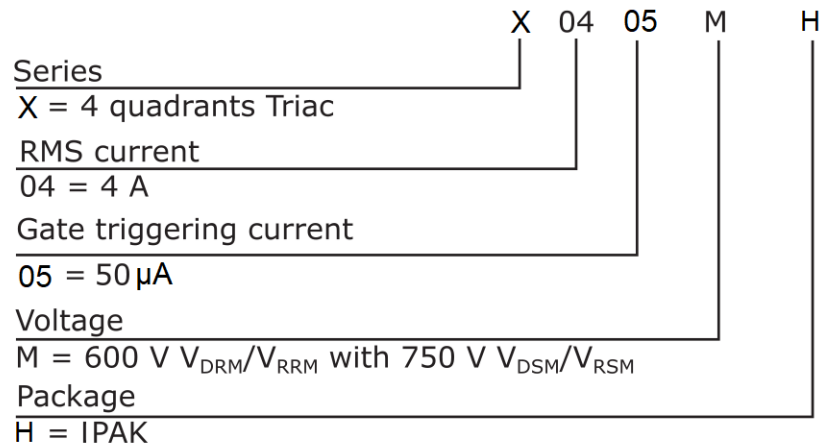 X 04 05 M H
Series
X = 4 quadrants Triac
RMS current
04 = 4 A
Gate triggering current
05 = 50 µA
Voltage
M = 600 V VDRM/VRRM with 750 V VDSM/VRSM
Package
H = IPAK